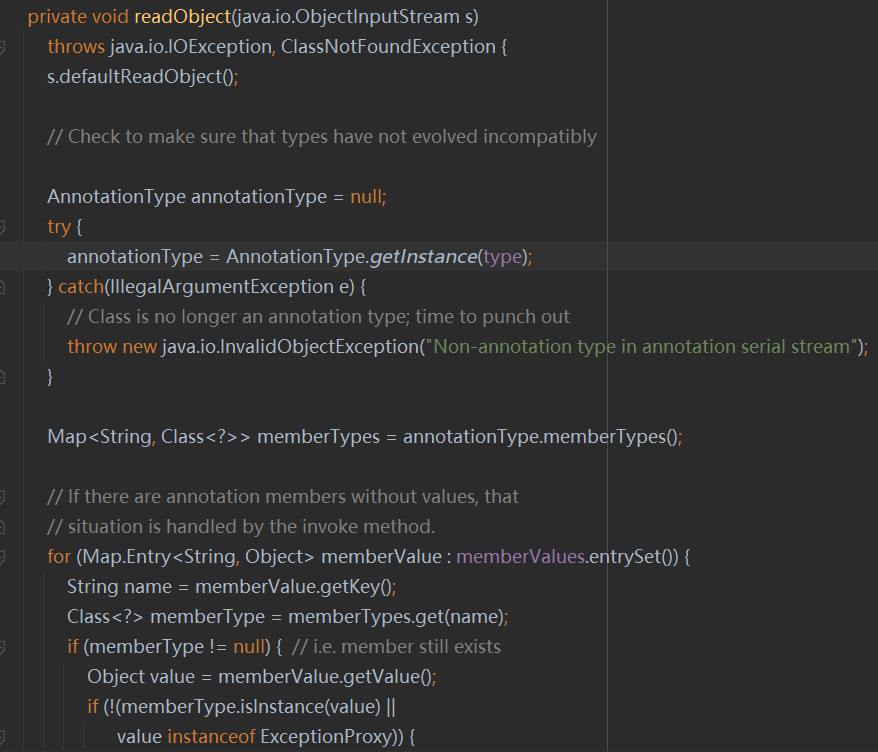 private void readObject(java.io.ObjectInputStream s)
throws java.io.IOException, ClassNotFoundException {
s.defaultReadObject();
// Check to make sure that types have not evolved incompatibly
AnnotationType annotationType = null;
try {
annotationType = AnnotationType.getInstance(type);
} catch(IllegalArgumentException e) {
// Class is no longer an annotation type; time to punch out
throw new java.io.InvalidObjectException("Non-annotation type in annotation serial stream");
}
Map<String, Class<?>> memberTypes = annotationType.memberTypes();
// If there are annotation members without values, that
// situation is handled by the invoke method.
for (Map.Entry<String, Object> memberValue : memberValues.entrySet()) {
String name = memberValue.getKey();
Class<?> memberType = memberTypes.get(name);
if (memberType != null) { // i.e. member still exists
Object value = memberValue.getValue();
if (!(memberType.isInstance(value) ||
value instanceof ExceptionProxy)) {